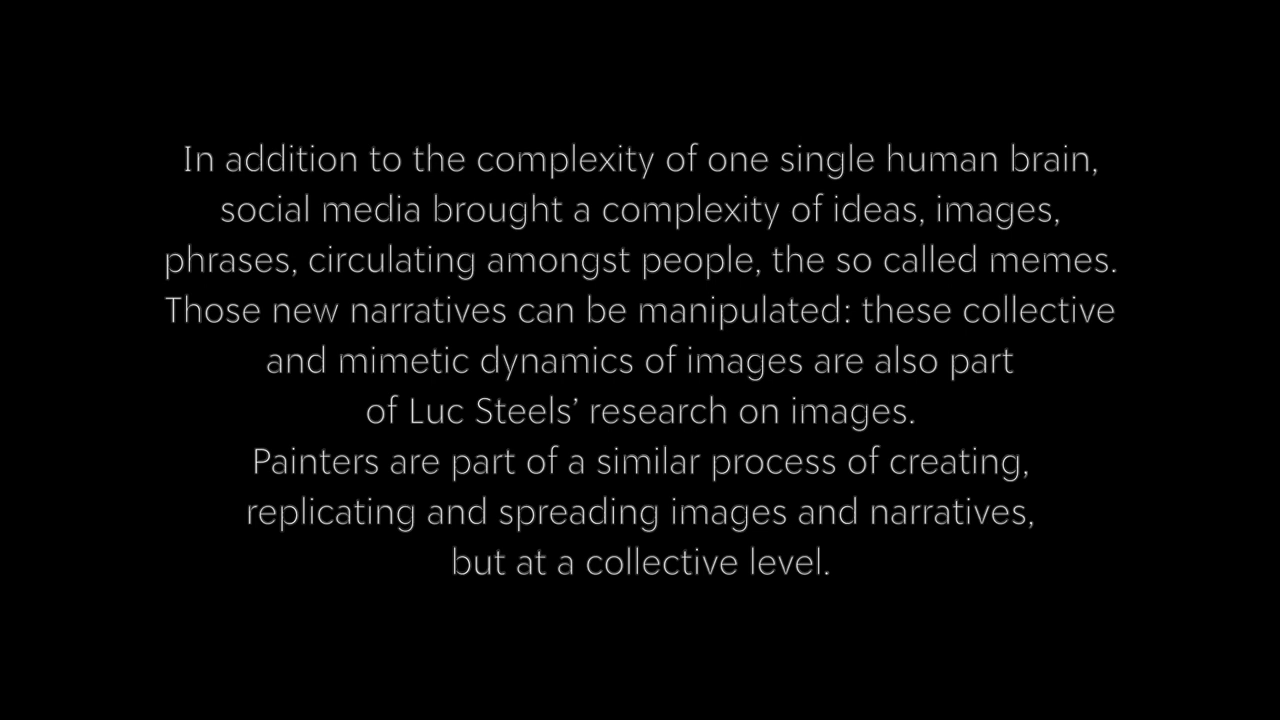 In addition to the complexity of one single human brain,
social media brought a complexity of ideas, images,
phrases, circulating amongst people, the so called memes.
Those new narratives can be manipulated: these collective
and mimetic dynamics of images are also part
of Luc Steels’ research on images.
Painters are part of a similar process of creating,
replicating and spreading images and narratives,
but at a collective level.